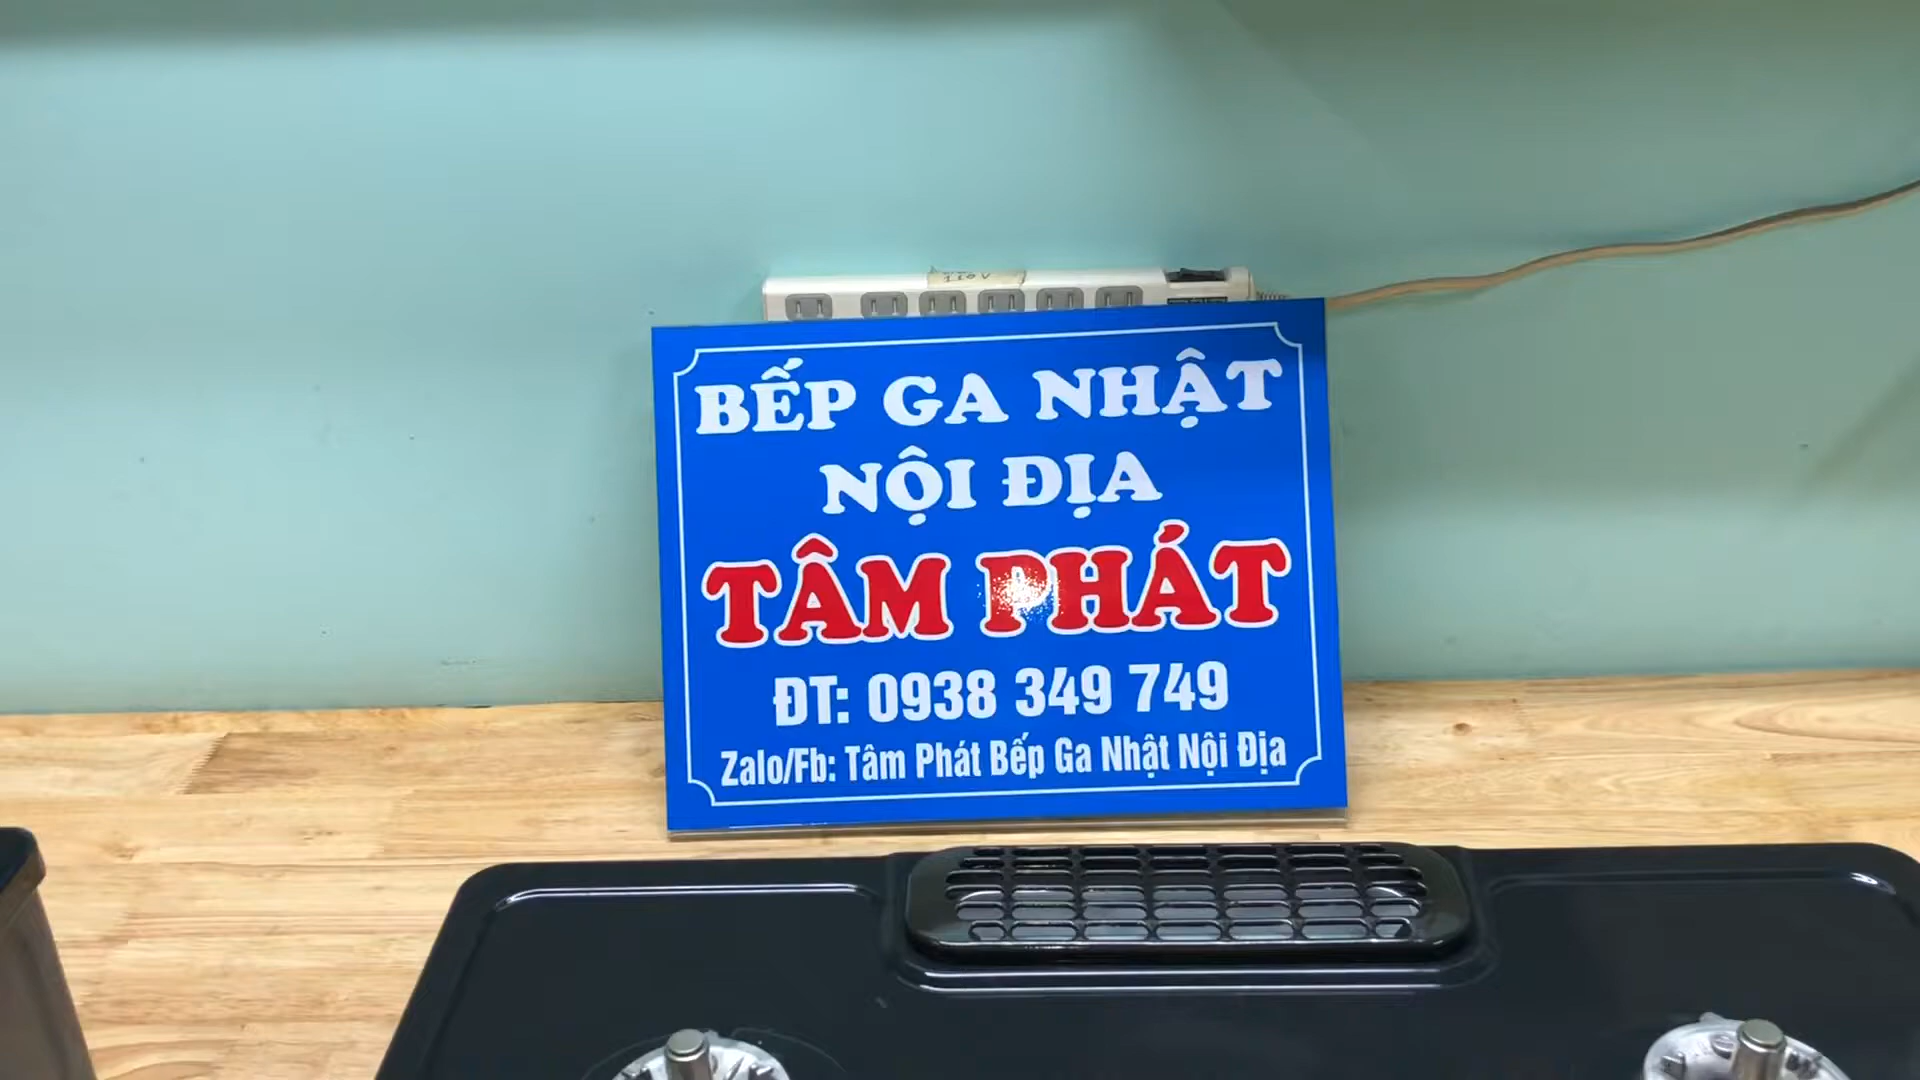 BẾP GA NHẬT
NỘI ĐỊA
TÂM PHÁT
ĐT: 0938 349 749
Zalo/Fb: Tâm Phát Bếp Ga Nhật Nội Địa